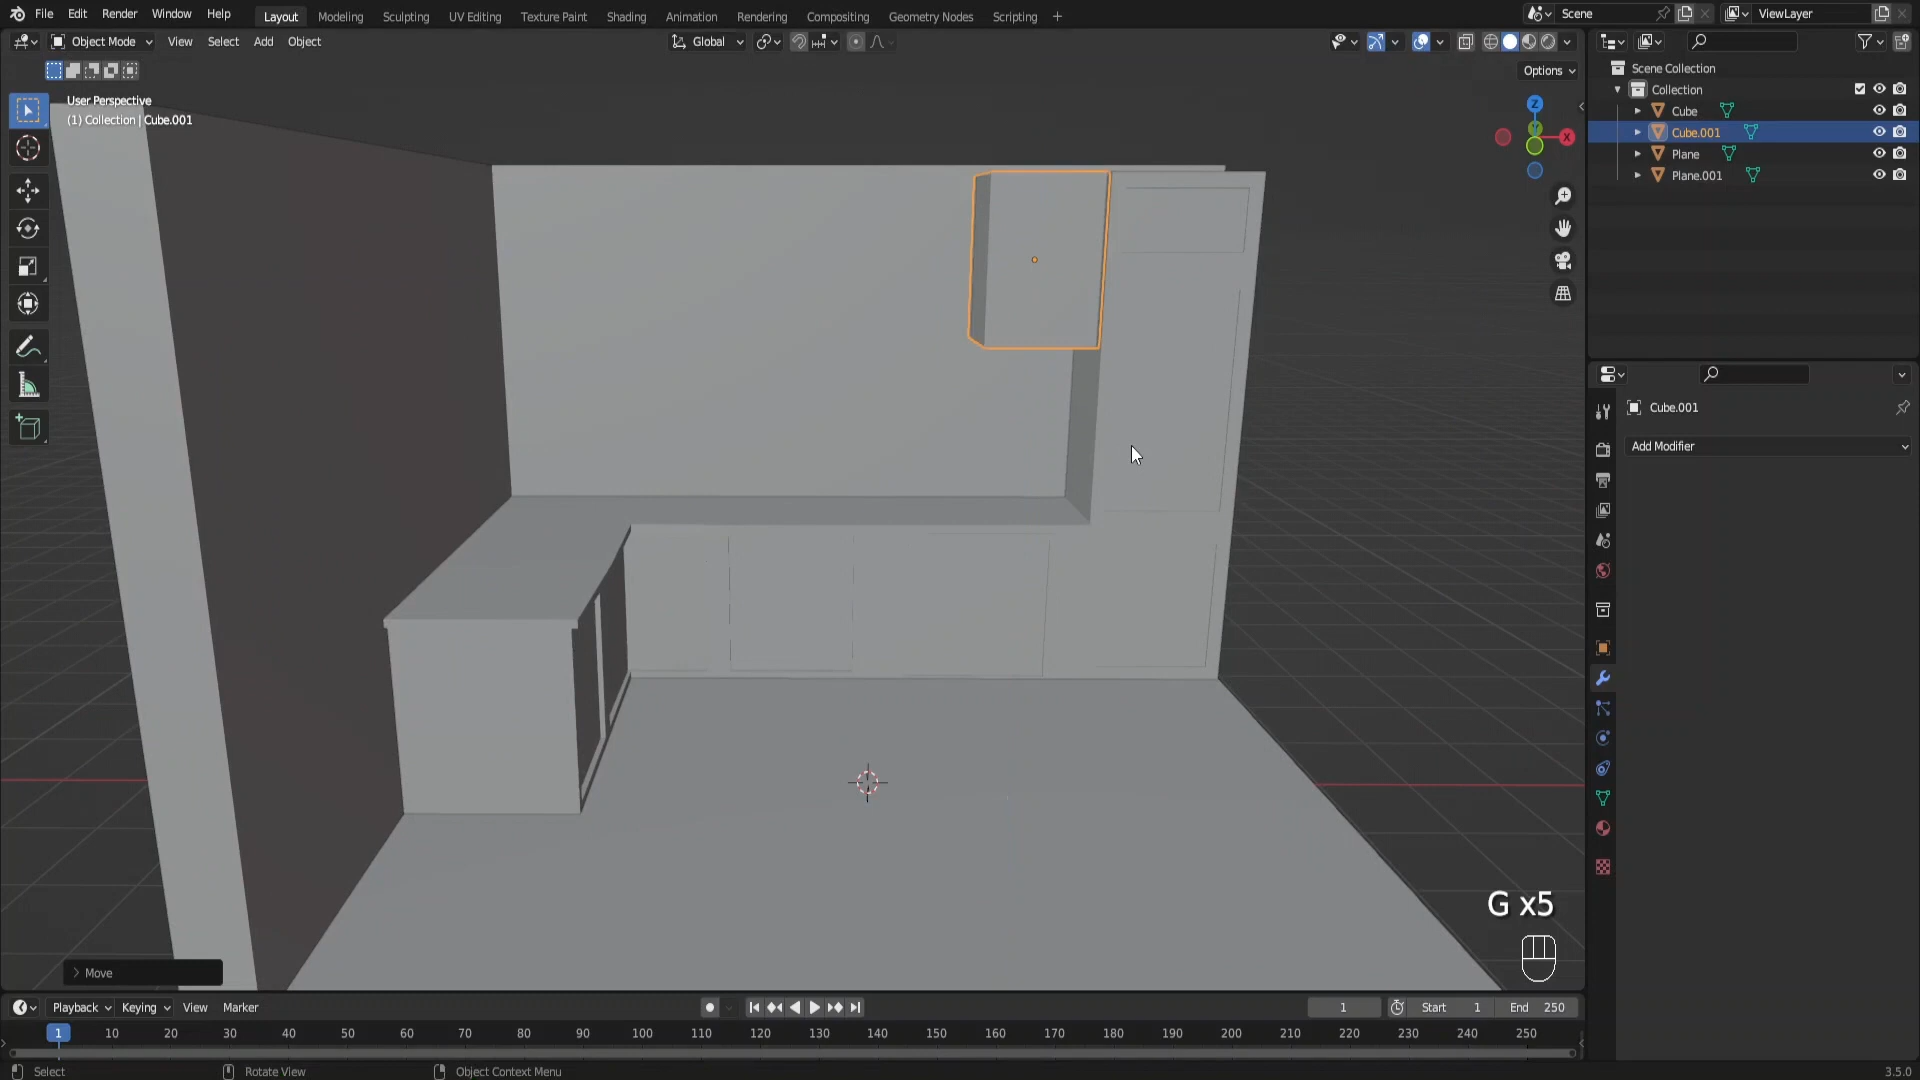 File Edit Render Window Help Layout Modeling Sculpting UV Editing Texture Paint Shading Animation Rendering Compositing Geometry Nodes Scripting + Scene ViewLayer
Object Mode View Select Add Object Global
Options
User Perspective
(1) Collection | Cube.001
Z
Y
X
Scene Collection
Collection
Cube
Cube.001
Plane
Plane.001
Cube.001
Add Modifier
G x5
Move
Playback Keying View Marker 1 Start 1 End 250
1 10 20 30 40 50 60 70 80 90 100 110 120 130 140 150 160 170 180 190 200 210 220 230 240 250
Select Rotate View Object Context Menu 3.5.0